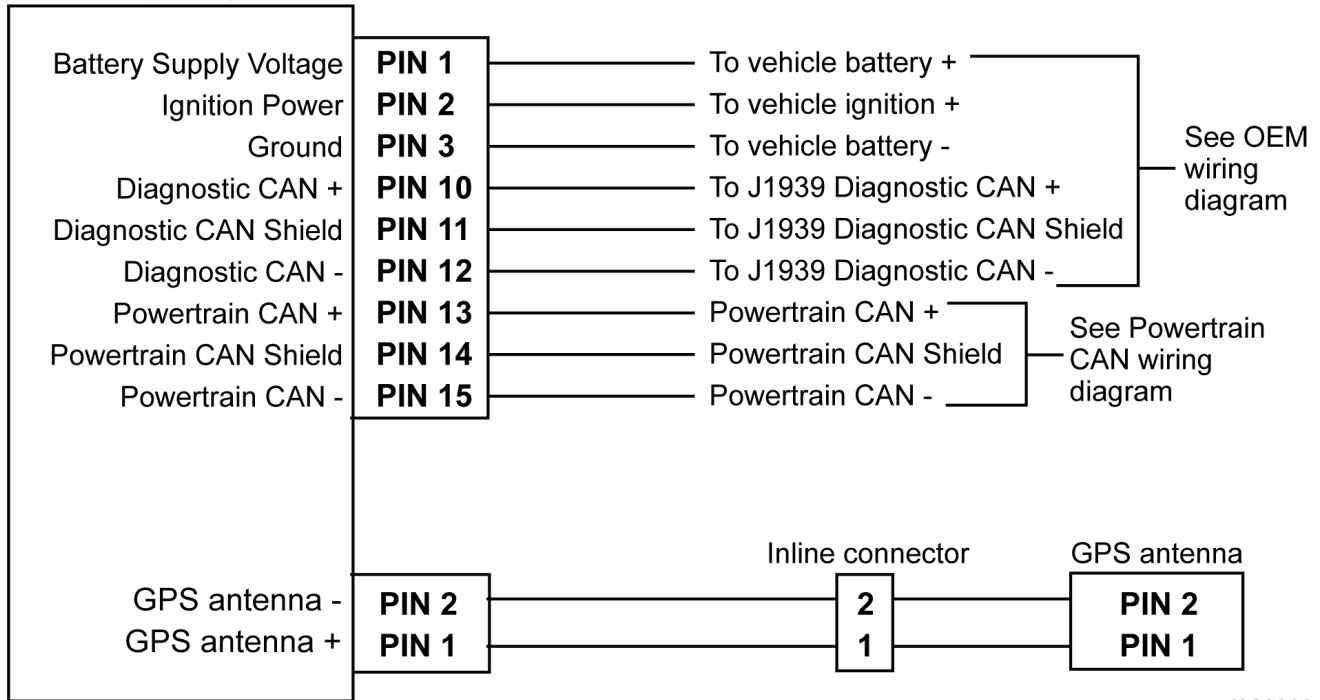 Battery Supply Voltage PIN 1 To vehicle battery +
Ignition Power PIN 2 To vehicle ignition +
Ground PIN 3 To vehicle battery -
Diagnostic CAN + PIN 10 To J1939 Diagnostic CAN +
Diagnostic CAN Shield PIN 11 To J1939 Diagnostic CAN Shield
Diagnostic CAN - PIN 12 To J1939 Diagnostic CAN -
See OEM
wiring
diagram
Powertrain CAN + PIN 13 Powertrain CAN +
Powertrain CAN Shield PIN 14 Powertrain CAN Shield
Powertrain CAN - PIN 15 Powertrain CAN -
See Powertrain
CAN wiring
diagram
Inline connector GPS antenna
GPS antenna - PIN 2 2 PIN 2
GPS antenna + PIN 1 1 PIN 1